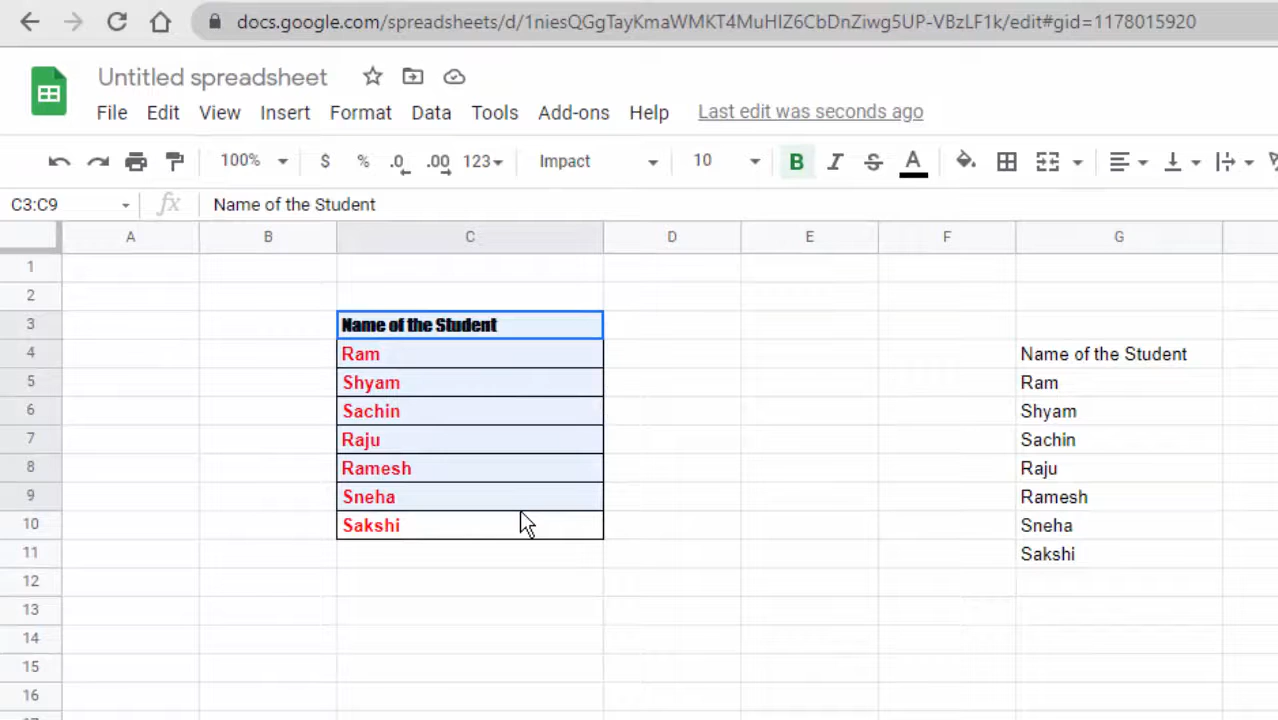 docs.google.com/spreadsheets/d/1niesQGgTayKmaWMKT4MuHIZ6CbDnZiwg5UP-VBzLF1k/edit#gid=1178015920
Untitled spreadsheet
File Edit View Insert Format Data Tools Add-ons Help Last edit was seconds ago
100% $ % .0 .00 123 Impact 10 B I S A
C3:C9 fx Name of the Student
A B C D E F G
1
2
3 Name of the Student
4 Ram Name of the Student
5 Shyam Ram
6 Sachin Shyam
7 Raju Sachin
8 Ramesh Raju
9 Sneha Ramesh
10 Sakshi Sneha
11 Sakshi
12
13
14
15
16